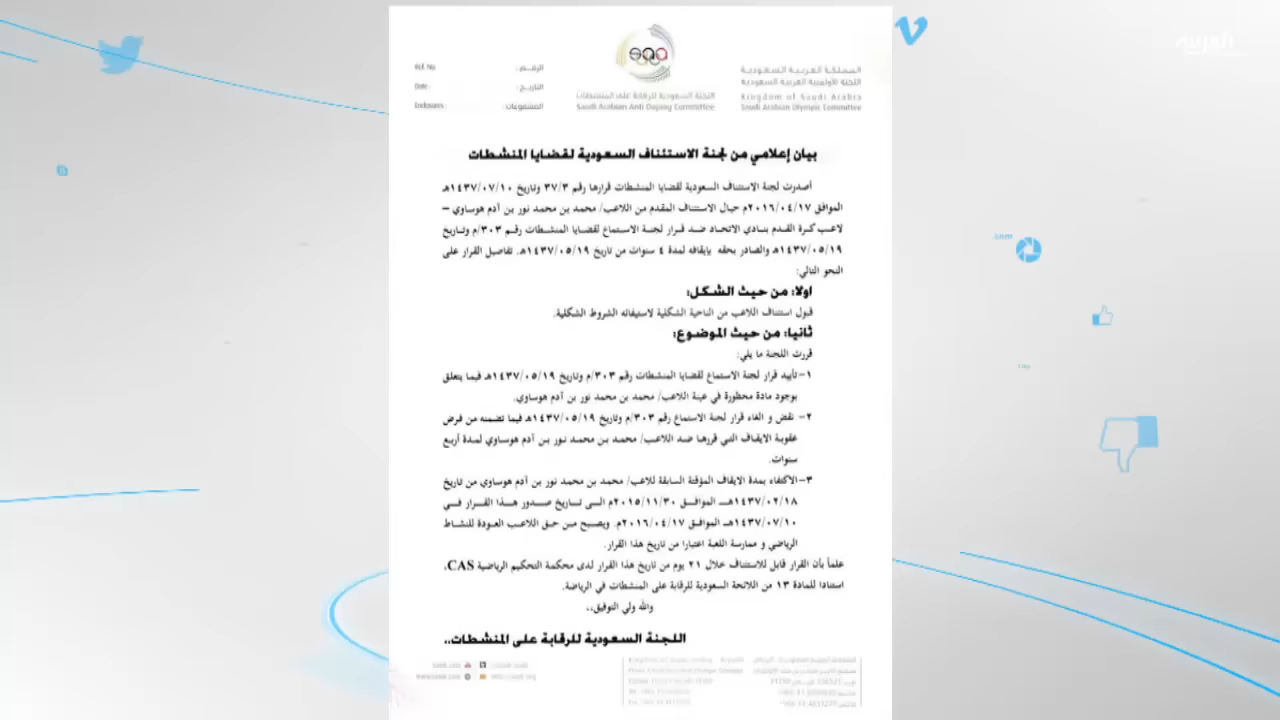 العربية
المملكة العربية السعودية
اللجنة الأولمبية العربية السعودية
Kingdom of Saudi Arabia
Saudi Arabian Olympic Committee
اللجنة السعودية للرقابة على المنشطات
Saudi Arabian Anti Doping Committee
Ref. No. الرقم :
Date : التاريخ :
Enclosures : المشفوعات :
بيان إعلامي من لجنة الاستئناف السعودية لقضايا المنشطات
أصدرت لجنة الاستئناف السعودية لقضايا المنشطات قرارها رقم ٣٧/٣ وتاريخ ١٤٣٧/٠٧/١٠هـ
الموافق ٢٠١٦/٠٤/١٧م حيال الاستئناف المقدم من اللاعب/ محمد بن محمد نور بن آدم هوساوي –
لاعب كرة القدم بنادي الاتحاد ضد قرار لجنة الاستماع لقضايا المنشطات رقم ٣٠٣/م وتاريخ
١٤٣٧/٠٥/١٩هـ والصادر بحقه بإيقافه لمدة ٤ سنوات من تاريخ ١٤٣٧/٠٥/١٩هـ. تفاصيل القرار على
النحو التالي:
اولا: من حيث الشكل:
قبول استئناف اللاعب من الناحية الشكلية لاستيفائه الشروط الشكلية.
ثانيا: من حيث الموضوع:
قررت اللجنة ما يلي:
١- تأييد قرار لجنة الاستماع لقضايا المنشطات رقم ٣٠٣/م وتاريخ ١٤٣٧/٠٥/١٩هـ فيما يتعلق
بوجود مادة محظورة في عينة اللاعب/ محمد بن محمد نور بن آدم هوساوي.
٢- نقض و الغاء قرار لجنة الاستماع رقم ٣٠٣/م وتاريخ ١٤٣٧/٠٥/١٩هـ فيما تضمنه من فرض
عقوبة الايقاف التي قررها ضد اللاعب/ محمد بن محمد نور بن آدم هوساوي لمدة أربع
سنوات.
٣- الاكتفاء بمدة الايقاف المؤقتة السابقة للاعب/ محمد بن محمد نور بن آدم هوساوي من تاريخ
١٤٣٧/٠٢/١٨هـ الموافق ٢٠١٥/١١/٣٠م الى تاريخ صدور هذا القرار في
١٤٣٧/٠٧/١٠هـ الموافق ٢٠١٦/٠٤/١٧م. ويصبح من حق اللاعب العودة للنشاط
الرياضي و ممارسة اللعبة اعتبارا من تاريخ هذا القرار.
علماً بأن القرار قابل للاستئناف خلال ٢١ يوم من تاريخ هذا القرار لدى محكمة التحكيم الرياضية CAS،
استنادا للمادة ١٣ من اللائحة السعودية للرقابة على المنشطات في الرياضة.
والله ولي التوفيق،،
اللجنة السعودية للرقابة على المنشطات..